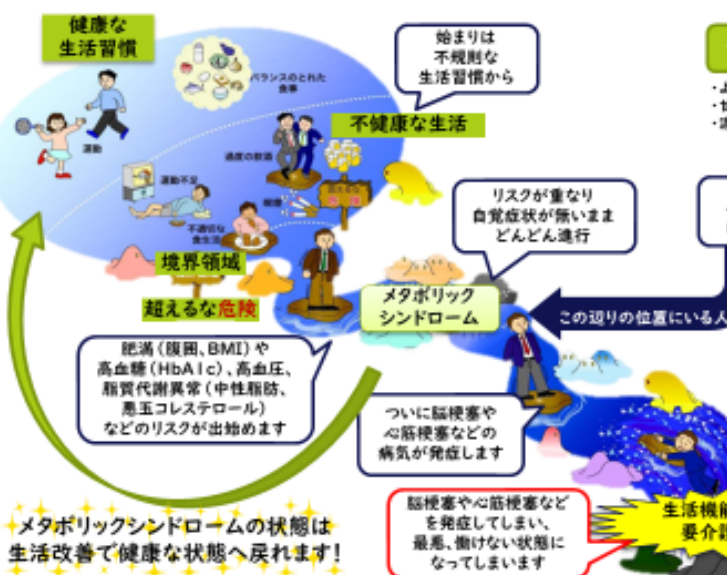 健康な
生活習慣
バランスのとれた
食事
運動
始まりは
不規則な
生活習慣から
不健康な生活
過度の飲酒
運動不足
喫煙
不適切な
食生活
超えるな
危険
境界領域
超えるな危険
リスクが重なり
自覚症状が無いまま
どんどん進行
メタボリック
シンドローム
この辺りの位置にいる人
肥満(腹囲、BMI)や
高血糖(HbA1c)、高血圧、
脂質代謝異常(中性脂肪、
悪玉コレステロール)
などのリスクが出始めます
ついに脳梗塞や
心筋梗塞などの
病気が発症します
脳梗塞や心筋梗塞など
を発症してしまい、
最悪、働けない状態に
なってしまいます
生活機能
要介
メタボリックシンドロームの状態は
生活改善で健康な状態へ戻れます!